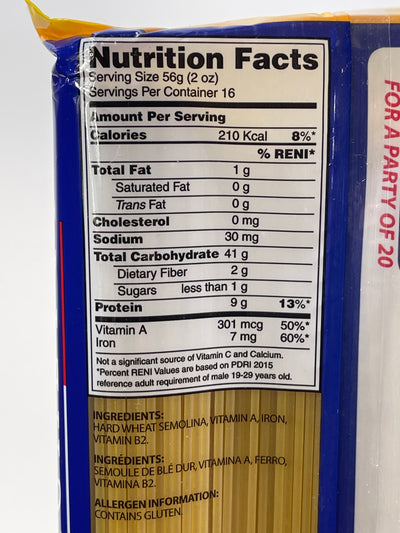 Nutrition Facts
Serving Size 56g (2 oz)
Servings Per Container 16
Amount Per Serving
Calories 210 Kcal 8%*
% RENI*
Total Fat 1 g
Saturated Fat 0 g
Trans Fat 0 g
Cholesterol 0 mg
Sodium 30 mg
Total Carbohydrate 41 g
Dietary Fiber 2 g
Sugars less than 1 g
Protein 9 g 13%*
Vitamin A 301 mcg 50%*
Iron 7 mg 60%*
Not a significant source of Vitamin C and Calcium.
*Percent RENI Values are based on PDRI 2015
reference adult requirement of male 19-29 years old.
INGREDIENTS:
HARD WHEAT SEMOLINA, VITAMIN A, IRON,
VITAMIN B2.
INGRÉDIENTS:
SEMOULE DE BLÉ DUR, VITAMINA A, FERRO,
VITAMINA B2.
ALLERGEN INFORMATION:
CONTAINS GLUTEN.
FOR A PARTY OF 20